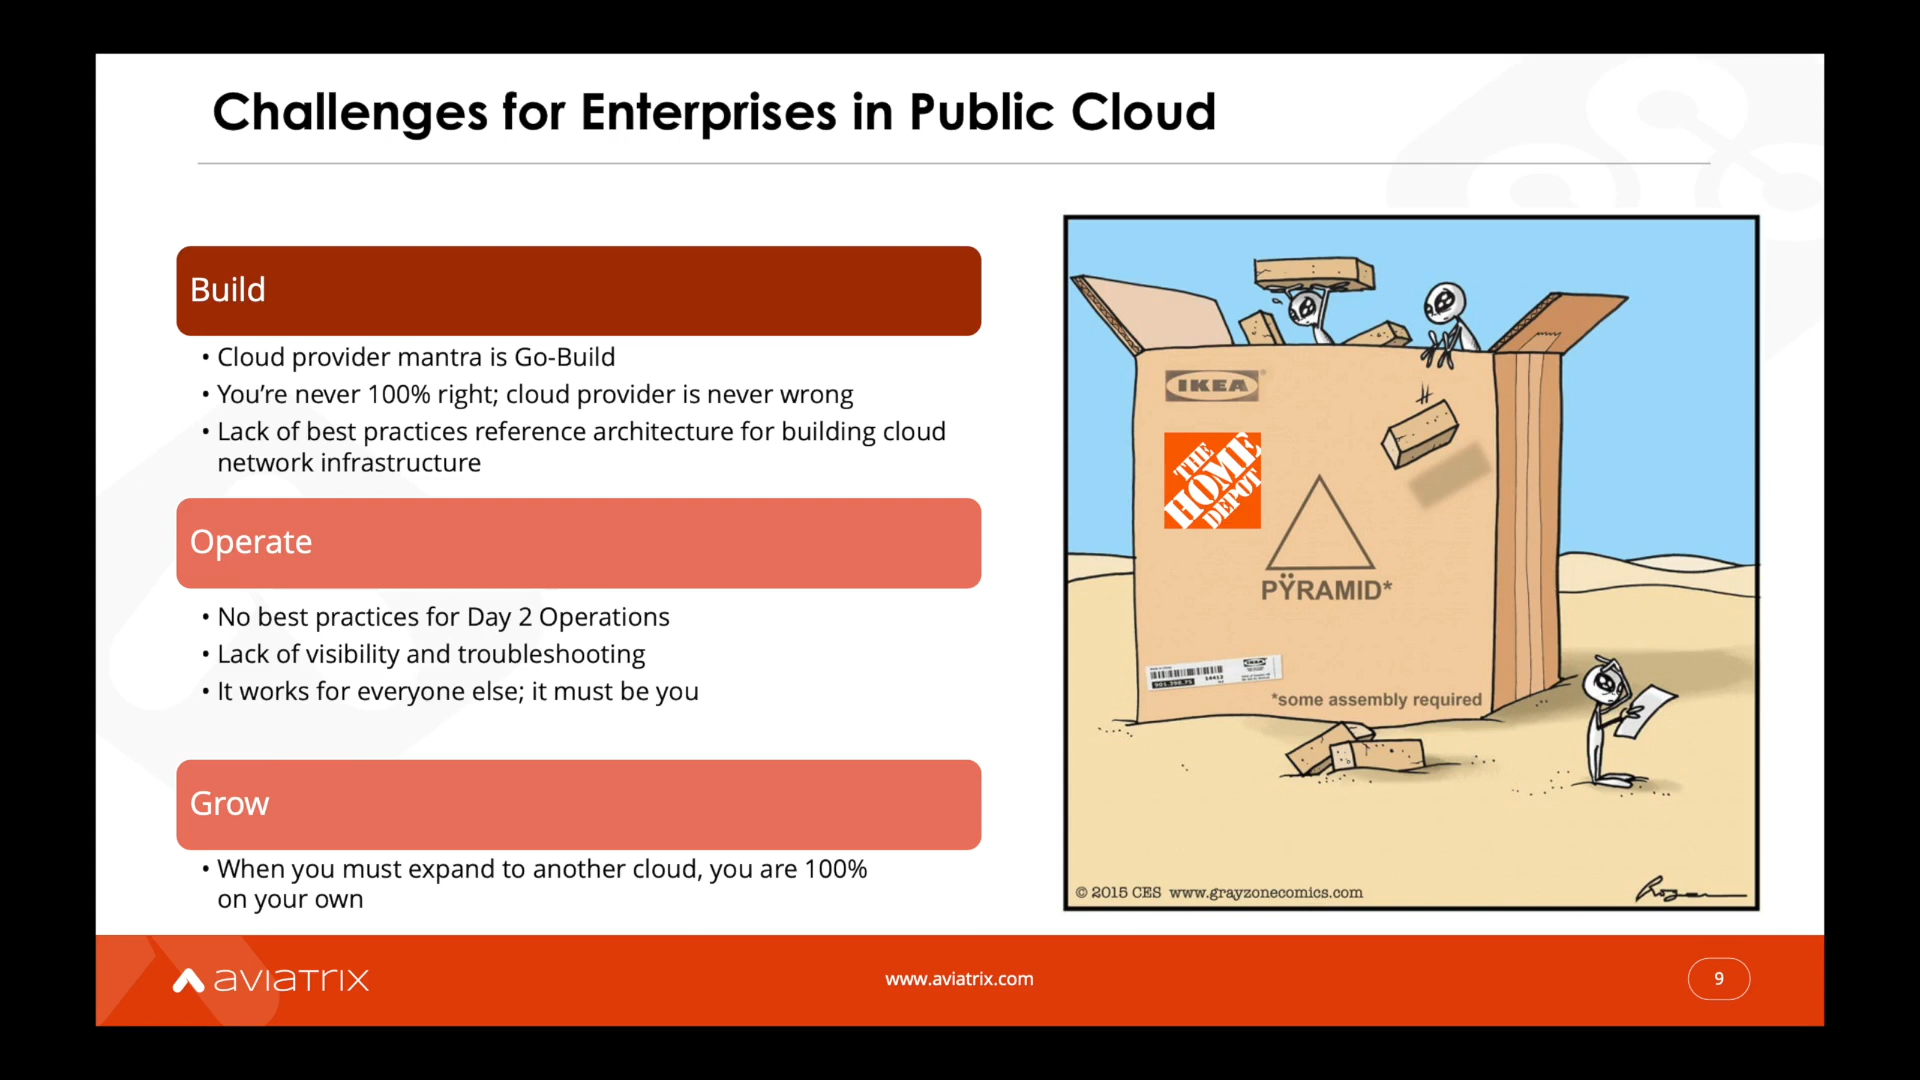 Challenges for Enterprises in Public Cloud
Build
• Cloud provider mantra is Go-Build
• You’re never 100% right; cloud provider is never wrong
• Lack of best practices reference architecture for building cloud
network infrastructure
Operate
• No best practices for Day 2 Operations
• Lack of visibility and troubleshooting
• It works for everyone else; it must be you
Grow
• When you must expand to another cloud, you are 100%
on your own
IKEA®
THE
HOME
DEPOT
PŸRAMID*
*some assembly required
© 2015 CES www.grayzonecomics.com
aviatrix
www.aviatrix.com
9